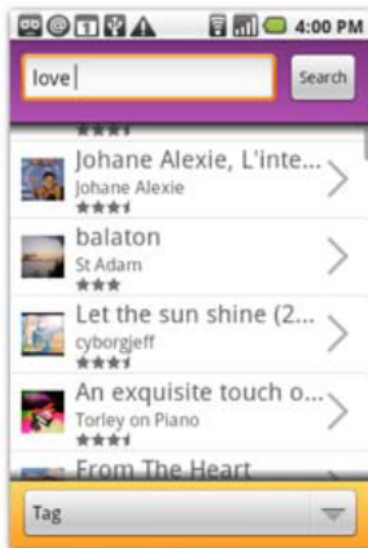 4:00 PM
love
Search
Johane Alexie, L'inte...
Johane Alexie
balaton
St Adam
Let the sun shine (2...
cyborgjeff
An exquisite touch o...
Torley on Piano
From The Heart
Tag